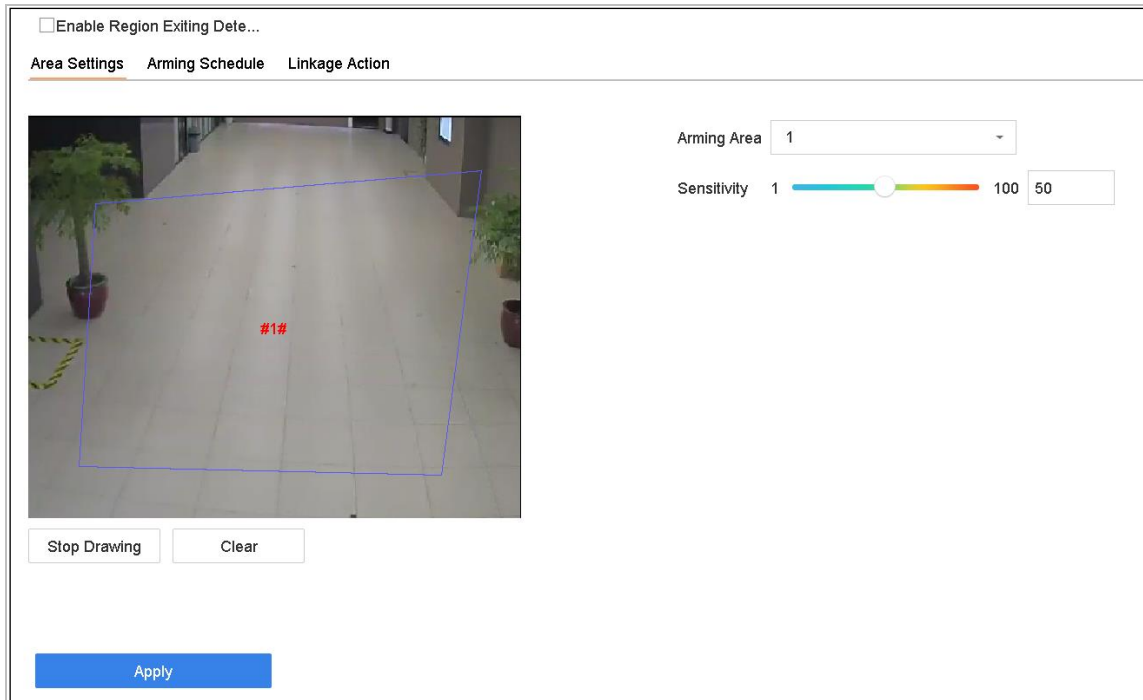 Enable Region Exiting Dete...
Area Settings Arming Schedule Linkage Action
Arming Area 1
Sensitivity 1 100 50
#1#
Stop Drawing Clear
Apply